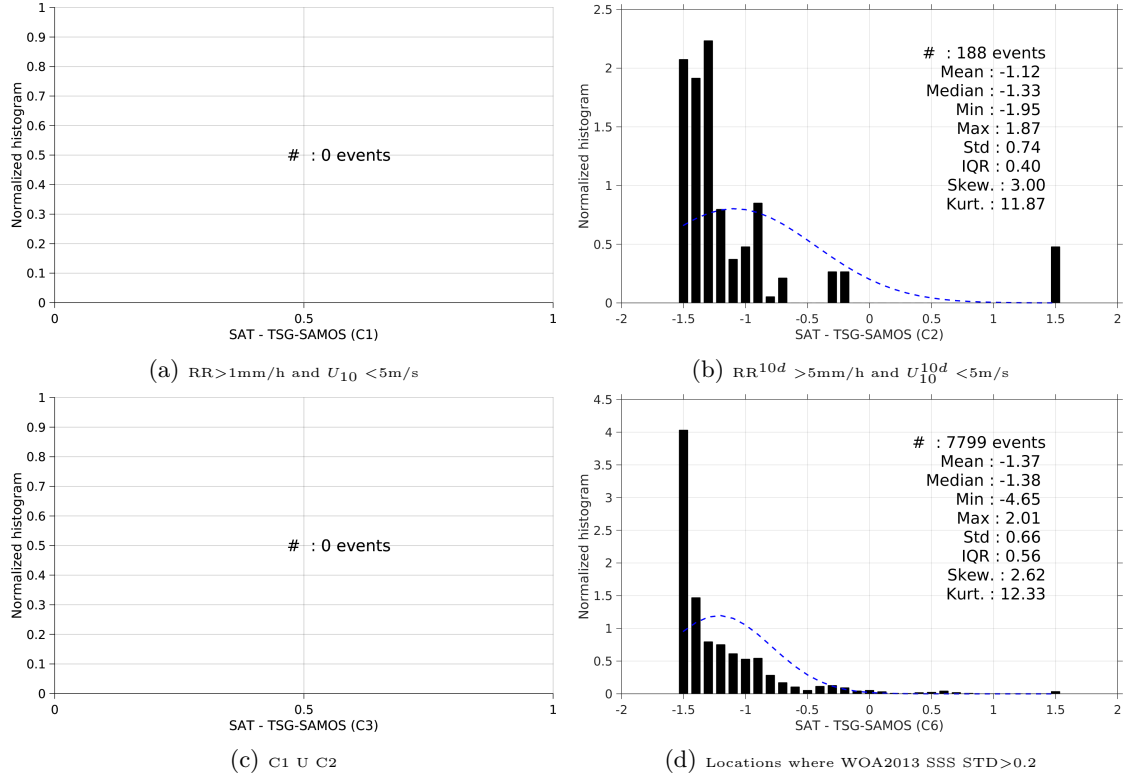 1
0.9
0.8
0.7
0.6
0.5
0.4
0.3
0.2
0.1
0
Normalized histogram
# : 0 events
0 0.5 1
SAT - TSG-SAMOS (C1)
(a) RR>1mm/h and U10 <5m/s
2.5
2
1.5
1
0.5
0
Normalized histogram
# : 188 events
Mean : -1.12
Median : -1.33
Min : -1.95
Max : 1.87
Std : 0.74
IQR : 0.40
Skew. : 3.00
Kurt. : 11.87
-2 -1.5 -1 -0.5 0 0.5 1 1.5 2
SAT - TSG-SAMOS (C2)
(b) RR10d >5mm/h and U10d10 <5m/s
1
0.9
0.8
0.7
0.6
0.5
0.4
0.3
0.2
0.1
0
Normalized histogram
# : 0 events
0 0.5 1
SAT - TSG-SAMOS (C3)
(c) C1 U C2
4.5
4
3.5
3
2.5
2
1.5
1
0.5
0
Normalized histogram
# : 7799 events
Mean : -1.37
Median : -1.38
Min : -4.65
Max : 2.01
Std : 0.66
IQR : 0.56
Skew. : 2.62
Kurt. : 12.33
-2 -1.5 -1 -0.5 0 0.5 1 1.5 2
SAT - TSG-SAMOS (C6)
(d) Locations where WOA2013 SSS STD>0.2